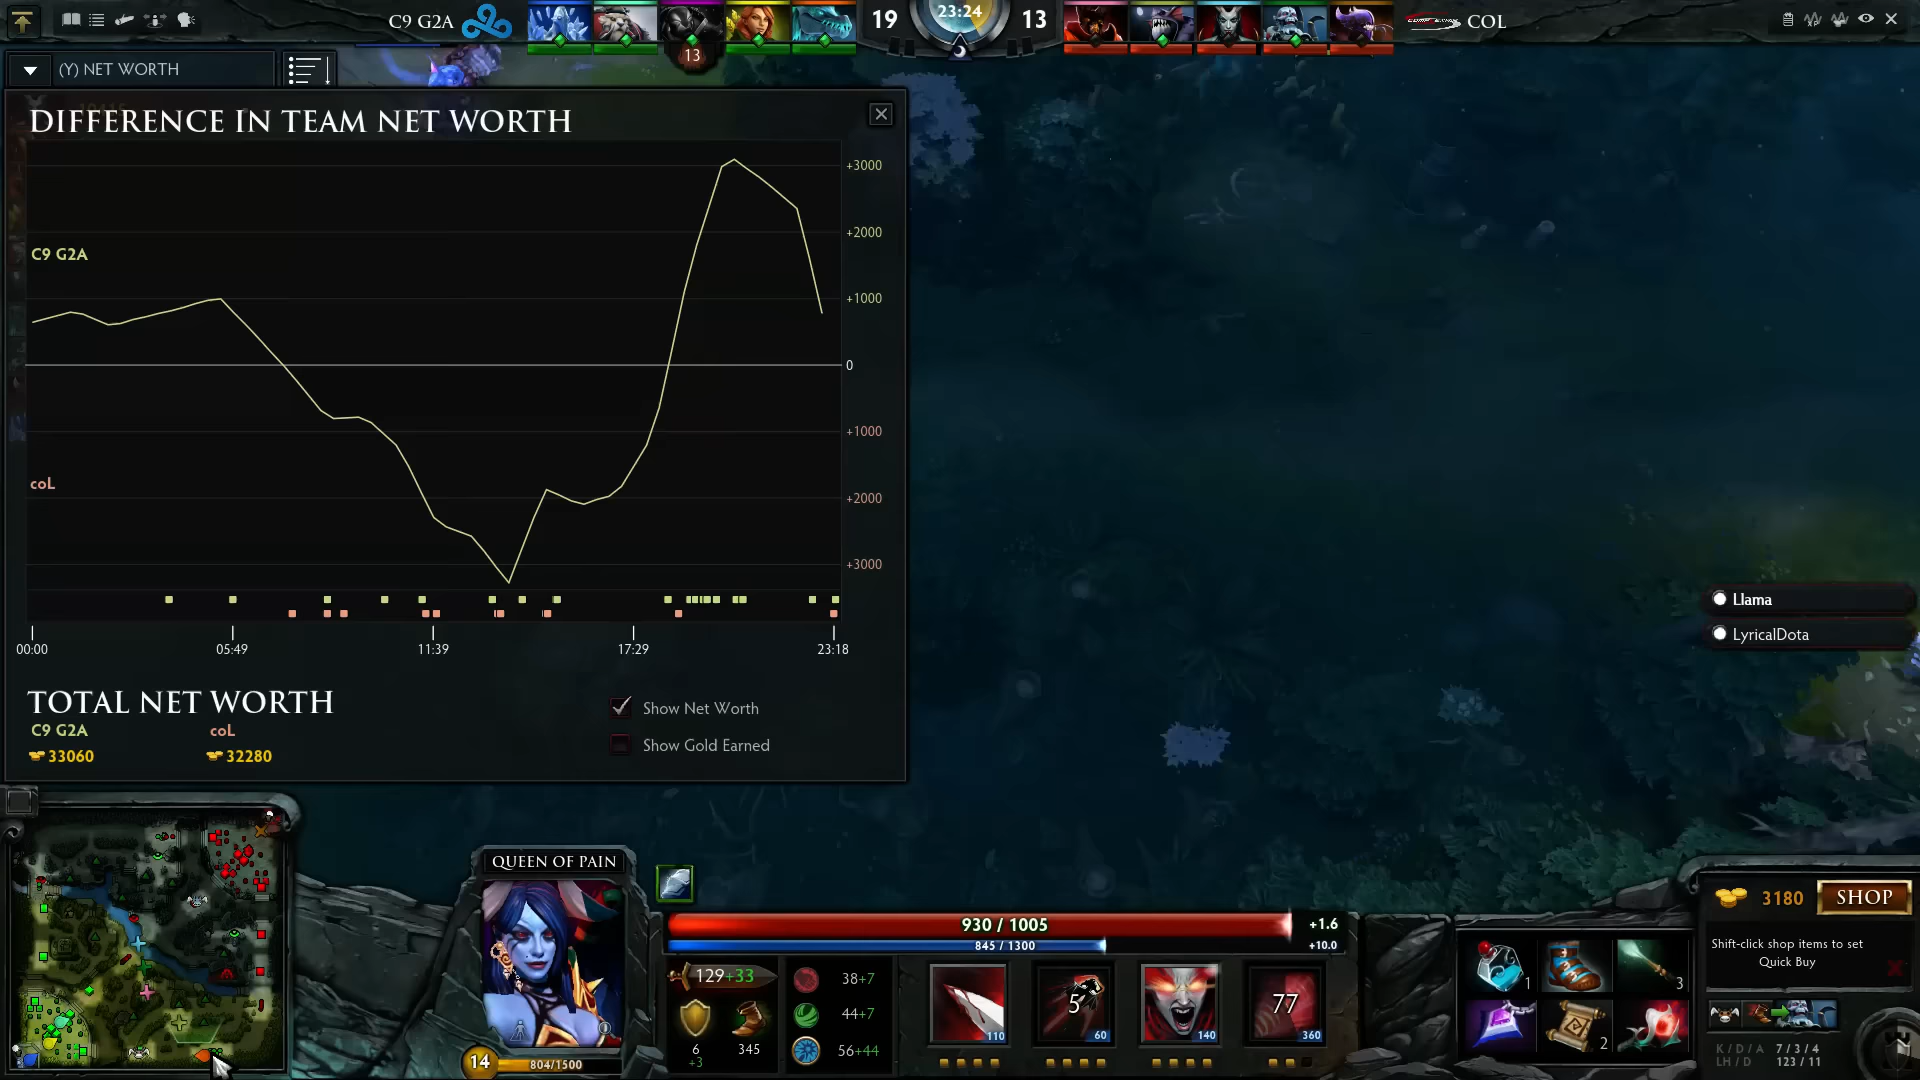 C9 G2A
19
23:24
13
COL
13
(Y) NET WORTH
DIFFERENCE IN TEAM NET WORTH
+3000
+2000
C9 G2A
+1000
0
+1000
coL
+2000
+3000
00:00
05:49
11:39
17:29
23:18
TOTAL NET WORTH
C9 G2A
coL
33060
32280
Show Net Worth
Show Gold Earned
Llama
LyricalDota
QUEEN OF PAIN
14
804/1500
930 / 1005
+1.6
845 / 1300
+10.0
129+33
6
+3
345
38+7
44+7
56+44
110
5
60
140
77
360
1
3
2
3180
SHOP
Shift-click shop items to set
Quick Buy
K / D / A 7 / 3 / 4
LH / D 123 / 11